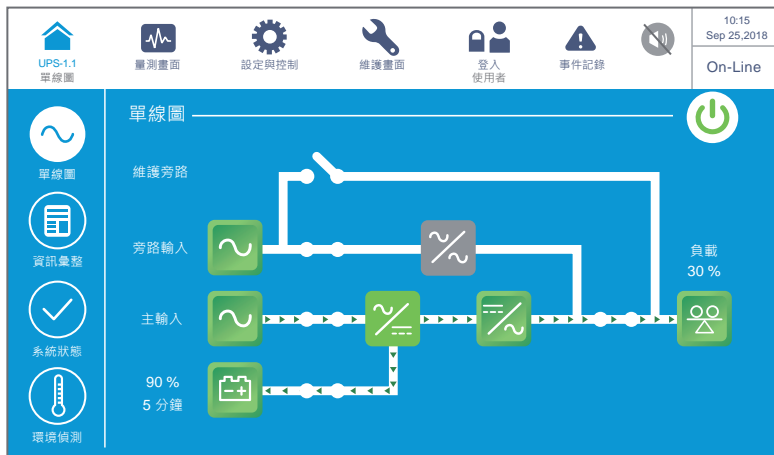 UPS-1.1
單線圖
量測畫面
設定與控制
維護畫面
登入
使用者
事件記錄
10:15
Sep 25,2018
On-Line
單線圖
資訊彙整
系統狀態
環境偵測
單線圖
維護旁路
旁路輸入
主輸入
90 %
5 分鐘
負載
30 %